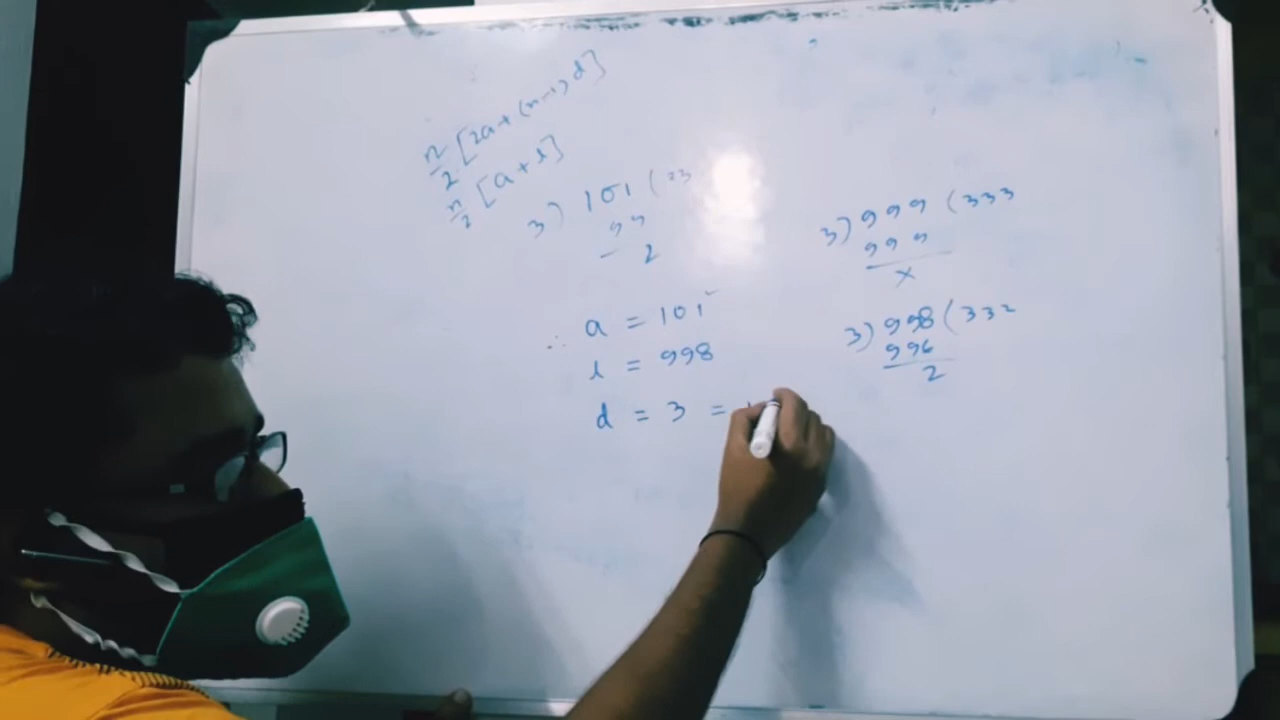 n/2 [2a + (n-1) d]
n/2 [a + l]
3) 101 (33
99
2
∴ a = 101
l = 998
d = 3 =
3) 999 (333
999
x
3) 998 (332
996
2